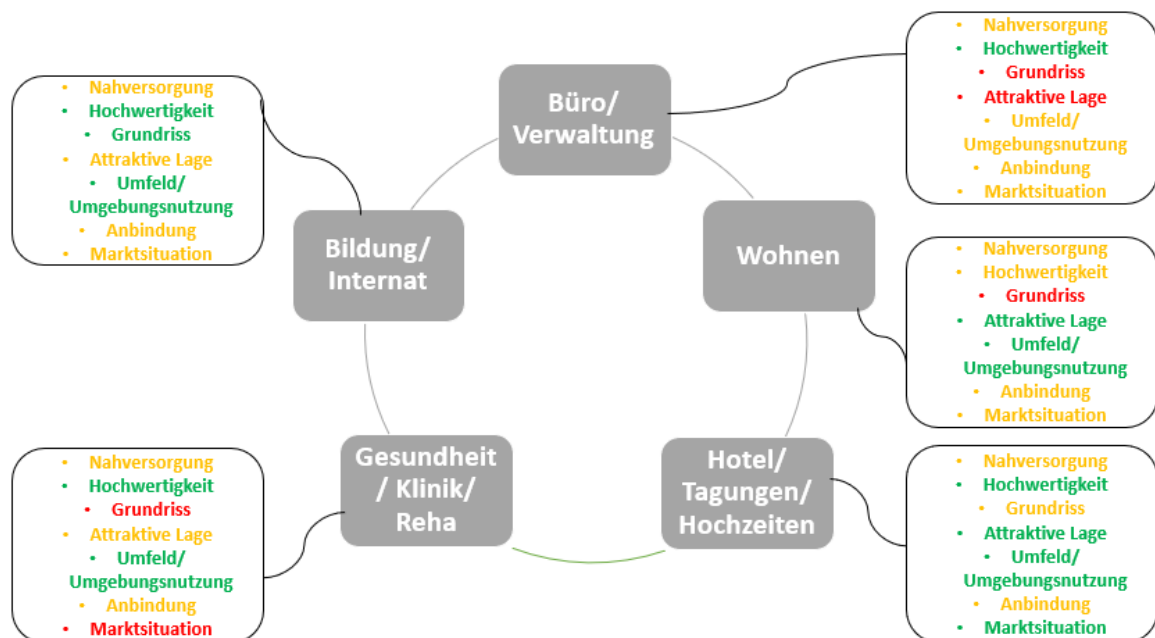 Büro/
Verwaltung
• Nahversorgung
• Hochwertigkeit
• Grundriss
• Attraktive Lage
• Umfeld/
Umgebungsnutzung
• Anbindung
• Marktsituation
Wohnen
• Nahversorgung
• Hochwertigkeit
• Grundriss
• Attraktive Lage
• Umfeld/
Umgebungsnutzung
• Anbindung
• Marktsituation
Hotel/
Tagungen/
Hochzeiten
• Nahversorgung
• Hochwertigkeit
• Grundriss
• Attraktive Lage
• Umfeld/
Umgebungsnutzung
• Anbindung
• Marktsituation
Gesundheit
/ Klinik/
Reha
• Nahversorgung
• Hochwertigkeit
• Grundriss
• Attraktive Lage
• Umfeld/
Umgebungsnutzung
• Anbindung
• Marktsituation
Bildung/
Internat
• Nahversorgung
• Hochwertigkeit
• Grundriss
• Attraktive Lage
• Umfeld/
Umgebungsnutzung
• Anbindung
• Marktsituation